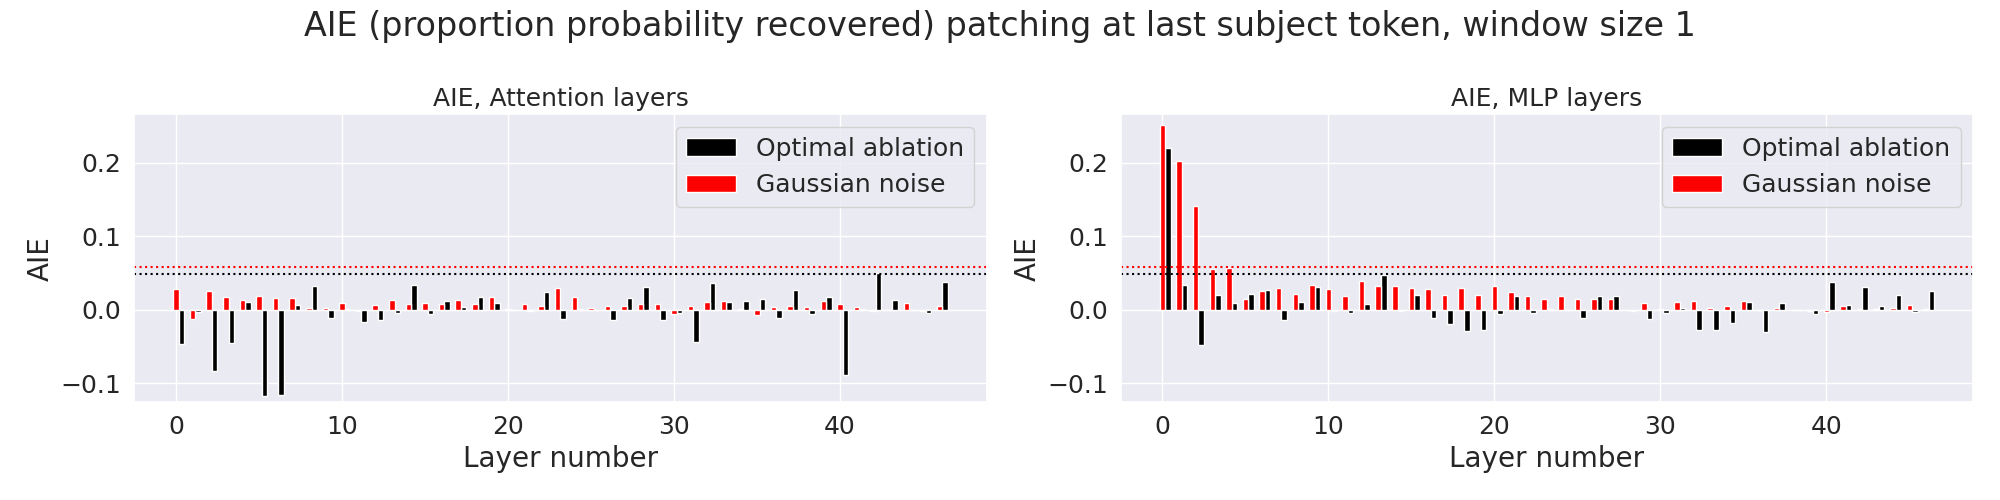 AIE (proportion probability recovered) patching at last subject token, window size 1
AIE, Attention layers
AIE
0.2
0.1
0.0
−0.1
Optimal ablation
Gaussian noise
0 10 20 30 40
Layer number
AIE, MLP layers
AIE
0.2
0.1
0.0
−0.1
Optimal ablation
Gaussian noise
0 10 20 30 40
Layer number